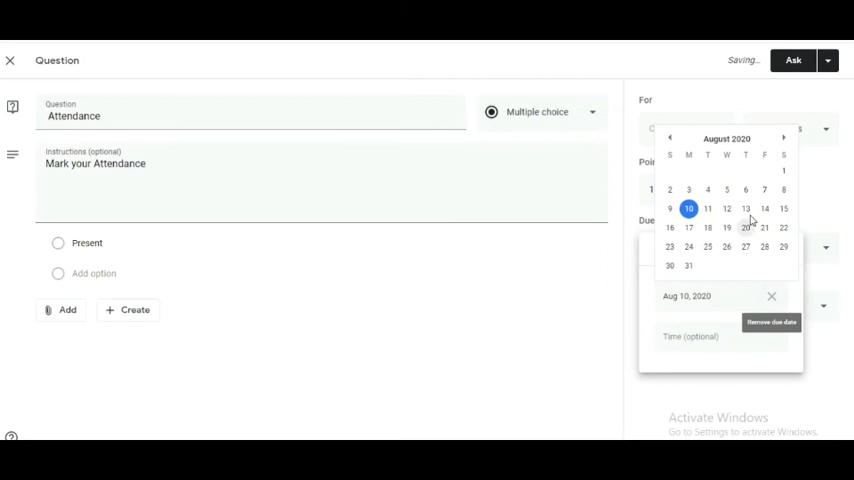 Question
Saving...
Ask
Question
Attendance
Multiple choice
Instructions (optional)
Mark your Attendance
Present
Add option
Add
Create
For
August 2020
S M T W T F S
1
2 3 4 5 6 7 8
9 10 11 12 13 14 15
16 17 18 19 20 21 22
23 24 25 26 27 28 29
30 31
Due
Aug 10, 2020
Remove due date
Time (optional)
Activate Windows
Go to Settings to activate Windows.